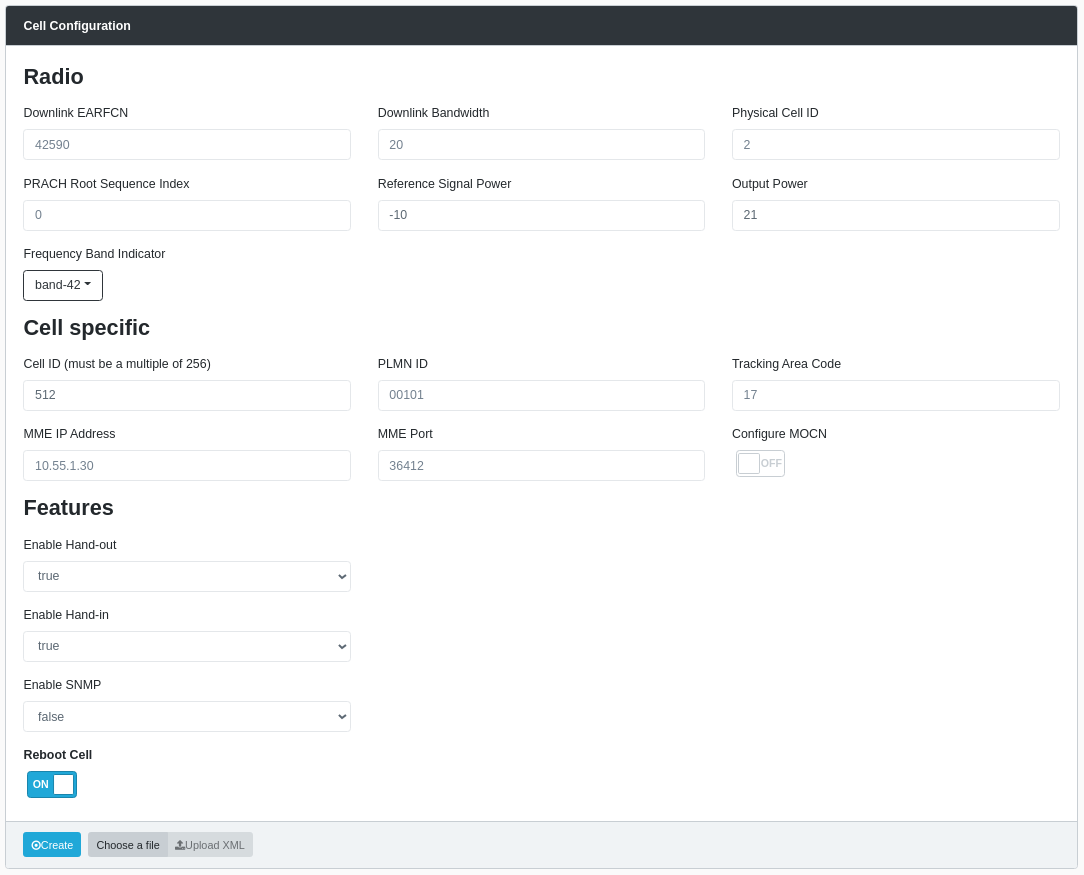 Cell Configuration
Radio
Downlink EARFCN Downlink Bandwidth Physical Cell ID
42590 20 2
PRACH Root Sequence Index Reference Signal Power Output Power
0 -10 21
Frequency Band Indicator
band-42
Cell specific
Cell ID (must be a multiple of 256) PLMN ID Tracking Area Code
512 00101 17
MME IP Address MME Port Configure MOCN
10.55.1.30 36412 OFF
Features
Enable Hand-out
true
Enable Hand-in
true
Enable SNMP
false
Reboot Cell
ON
Create Choose a file Upload XML